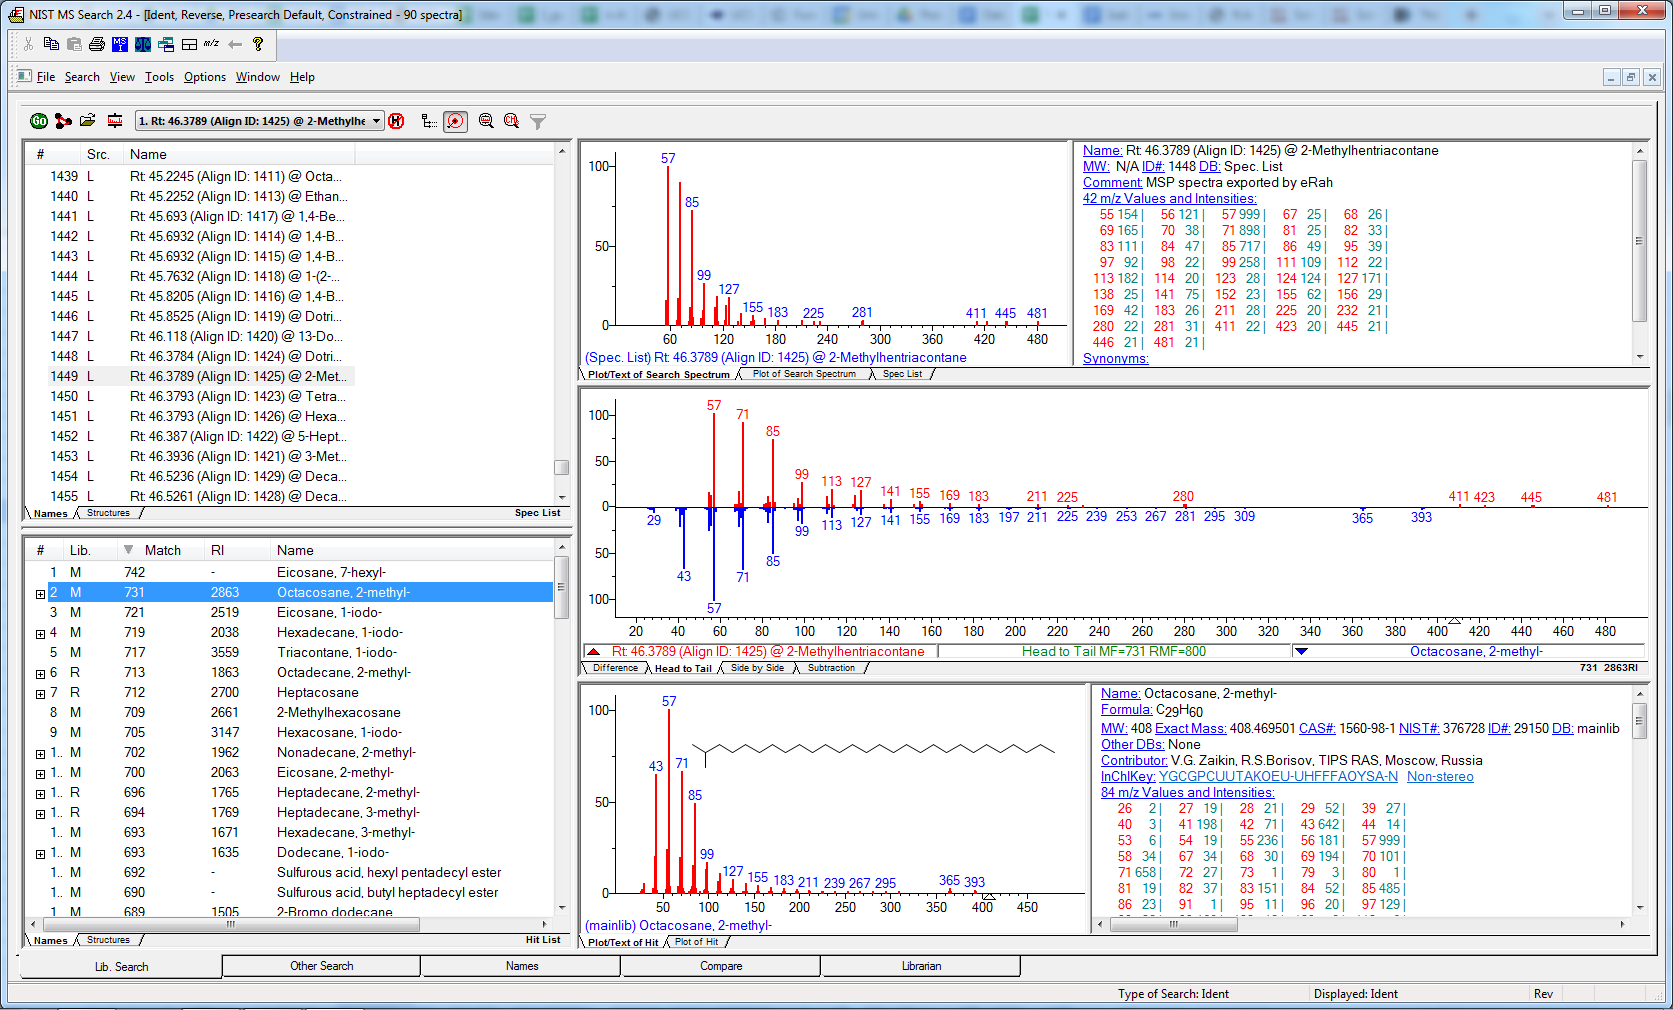 NIST MS Search 2.4 - [Ident, Reverse, Presearch Default, Constrained - 90 spectra]
File Search View Tools Options Window Help
1. Rt: 46.3789 (Align ID: 1425) @ 2-Methylhe
# Src. Name
1439 L Rt: 45.2245 (Align ID: 1411) @ Octa...
1440 L Rt: 45.2252 (Align ID: 1413) @ Ethan...
1441 L Rt: 45.693 (Align ID: 1417) @ 1,4-Be...
1442 L Rt: 45.6932 (Align ID: 1414) @ 1,4-B...
1443 L Rt: 45.6932 (Align ID: 1415) @ 1,4-B...
1444 L Rt: 45.7632 (Align ID: 1418) @ 1-(2-...
1445 L Rt: 45.8205 (Align ID: 1416) @ 1,4-B...
1446 L Rt: 45.8525 (Align ID: 1419) @ Dotri...
1447 L Rt: 46.118 (Align ID: 1420) @ 13-Do...
1448 L Rt: 46.3784 (Align ID: 1424) @ Dotri...
1449 L Rt: 46.3789 (Align ID: 1425) @ 2-Met...
1450 L Rt: 46.3793 (Align ID: 1423) @ Tetra...
1451 L Rt: 46.3793 (Align ID: 1426) @ Hexa...
1452 L Rt: 46.387 (Align ID: 1422) @ 5-Hept...
1453 L Rt: 46.3936 (Align ID: 1421) @ 3-Met...
1454 L Rt: 46.5236 (Align ID: 1429) @ Deca...
1455 L Rt: 46.5261 (Align ID: 1428) @ Deca...
Names Structures Spec List
# Lib. Match RI Name
1 M 742 - Eicosane, 7-hexyl-
2 M 731 2863 Octacosane, 2-methyl-
3 M 721 2519 Eicosane, 1-iodo-
4 M 719 2038 Hexadecane, 1-iodo-
5 M 717 3559 Triacontane, 1-iodo-
6 R 713 1863 Octadecane, 2-methyl-
7 R 712 2700 Heptacosane
8 M 709 2661 2-Methylhexacosane
9 M 705 3147 Hexacosane, 1-iodo-
1.. M 702 1962 Nonadecane, 2-methyl-
1.. M 700 2063 Eicosane, 2-methyl-
1.. R 696 1765 Heptadecane, 2-methyl-
1.. R 694 1769 Heptadecane, 3-methyl-
1.. M 693 1671 Hexadecane, 3-methyl-
1.. M 693 1635 Dodecane, 1-iodo-
1.. M 692 - Sulfurous acid, hexyl pentadecyl ester
1.. M 690 - Sulfurous acid, butyl heptadecyl ester
1 M 689 1505 2-Bromo dodecane
Names Structures Hit List
100
50
0
57
85
99
127
155 183 225 281 411 445 481
60 120 180 240 300 360 420 480
(Spec. List) Rt: 46.3789 (Align ID: 1425) @ 2-Methylhentriacontane
Plot/Text of Search Spectrum Plot of Search Spectrum Spec List
Name: Rt: 46.3789 (Align ID: 1425) @ 2-Methylhentriacontane
MW: N/A ID#: 1448 DB: Spec. List
Comment: MSP spectra exported by eRah
42 m/z Values and Intensities:
55 154 | 56 121 | 57 999 | 67 25 | 68 26 |
69 165 | 70 38 | 71 898 | 81 25 | 82 33 |
83 111 | 84 47 | 85 717 | 86 49 | 95 39 |
97 92 | 98 22 | 99 258 | 111 109 | 112 22 |
113 182 | 114 20 | 123 28 | 124 124 | 127 171 |
138 25 | 141 75 | 152 23 | 155 62 | 156 29 |
169 42 | 183 26 | 211 28 | 225 20 | 232 21 |
280 22 | 281 31 | 411 22 | 423 20 | 445 21 |
446 21 | 481 21 |
Synonyms:
100
50
0
50
100
57
71
85
99 113 127 141 155 169 183 211 225 280 411 423 445 481
29 99 113 127 141 155 169 183 197 211 225 239 253 267 281 295 309 365 393
43 71 85
57
20 40 60 80 100 120 140 160 180 200 220 240 260 280 300 320 340 360 380 400 420 440 460 480
Rt: 46.3789 (Align ID: 1425) @ 2-Methylhentriacontane Head to Tail MF=731 RMF=800 Octacosane, 2-methyl-
Difference Head to Tail Side by Side Subtraction 731 2863RI
100
50
0
57
43 71
85
99
127 155 183 211 239 267 295 365 393
50 100 150 200 250 300 350 400 450
(mainlib) Octacosane, 2-methyl-
Plot/Text of Hit Plot of Hit
Name: Octacosane, 2-methyl-
Formula: C29H60
MW: 408 Exact Mass: 408.469501 CAS#: 1560-98-1 NIST#: 376728 ID#: 29150 DB: mainlib
Other DBs: None
Contributor: V.G. Zaikin, R.S.Borisov, TIPS RAS, Moscow, Russia
InChIKey: YGCGPCUUTAKOEU-UHFFFAOYSA-N Non-stereo
84 m/z Values and Intensities:
26 2 | 27 19 | 28 21 | 29 52 | 39 27 |
40 3 | 41 198 | 42 71 | 43 642 | 44 14 |
53 6 | 54 19 | 55 236 | 56 181 | 57 999 |
58 34 | 67 34 | 68 30 | 69 194 | 70 101 |
71 658 | 72 27 | 73 1 | 79 3 | 80 1 |
81 19 | 82 37 | 83 151 | 84 52 | 85 485 |
86 23 | 91 1 | 95 11 | 96 20 | 97 129 |
Lib. Search Other Search Names Compare Librarian
Type of Search: Ident Displayed: Ident Rev